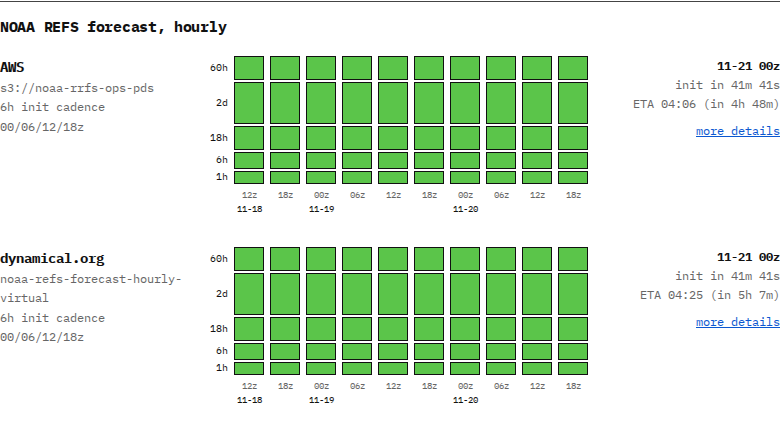 NOAA REFS forecast, hourly
AWS
s3://noaa-rrfs-ops-pds
6h init cadence
00/06/12/18z
60h
2d
18h
6h
1h
12z 18z 00z 06z 12z 18z 00z 06z 12z 18z
11-18 11-19 11-20
11-21 00z
init in 41m 41s
ETA 04:06 (in 4h 48m)
more details
dynamical.org
noaa-refs-forecast-hourly-
virtual
6h init cadence
00/06/12/18z
60h
2d
18h
6h
1h
12z 18z 00z 06z 12z 18z 00z 06z 12z 18z
11-18 11-19 11-20
11-21 00z
init in 41m 41s
ETA 04:25 (in 5h 7m)
more details